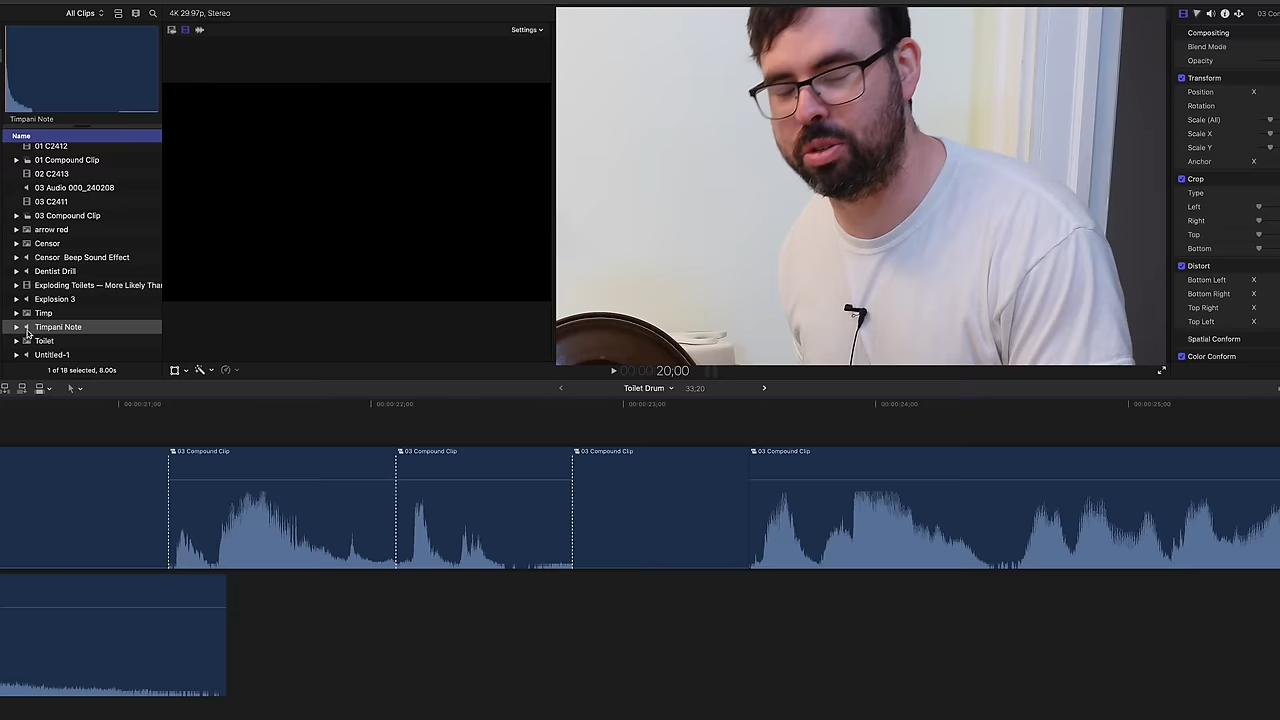 All Clips
4K 29.97p, Stereo
Settings
Timpani Note
Name
01 C2412
01 Compound Clip
02 C2413
03 Audio 000_240208
03 C2411
03 Compound Clip
arrow red
Censor
Censor Beep Sound Effect
Dentist Drill
Exploding Toilets — More Likely Tha
Explosion 3
Timp
Timpani Note
Toilet
Untitled-1
1 of 18 selected, 8.00s
00:00:20;00
03 Co
Compositing
Blend Mode
Opacity
Transform
Position X
Rotation
Scale (All)
Scale X
Scale Y
Anchor X
Crop
Type
Left
Right
Top
Bottom
Distort
Bottom Left X
Bottom Right X
Top Right X
Top Left X
Spatial Conform
Color Conform
Toilet Drum 33;20
00:00:21;00 00:00:22;00 00:00:23;00 00:00:24;00 00:00:25;00
03 Compound Clip 03 Compound Clip 03 Compound Clip 03 Compound Clip